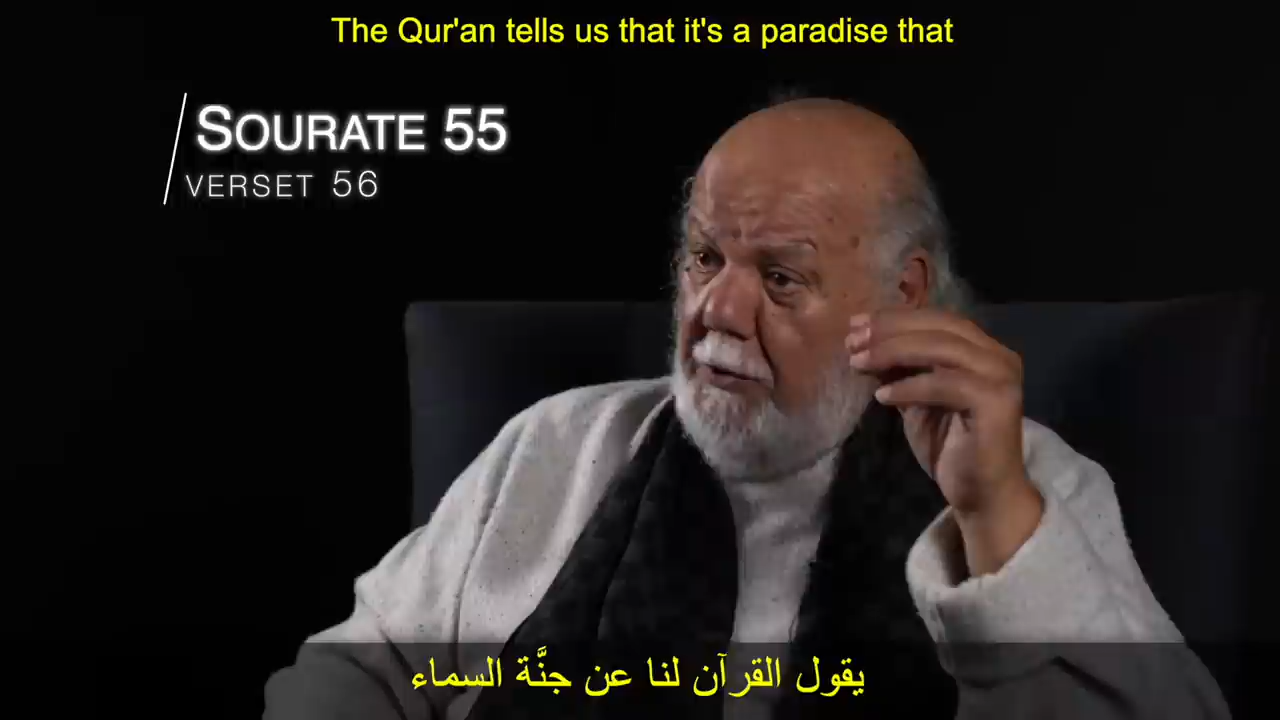 The Qur'an tells us that it's a paradise that
SOURATE 55
VERSET 56
يقول القرآن لنا عن جنَّة السماء